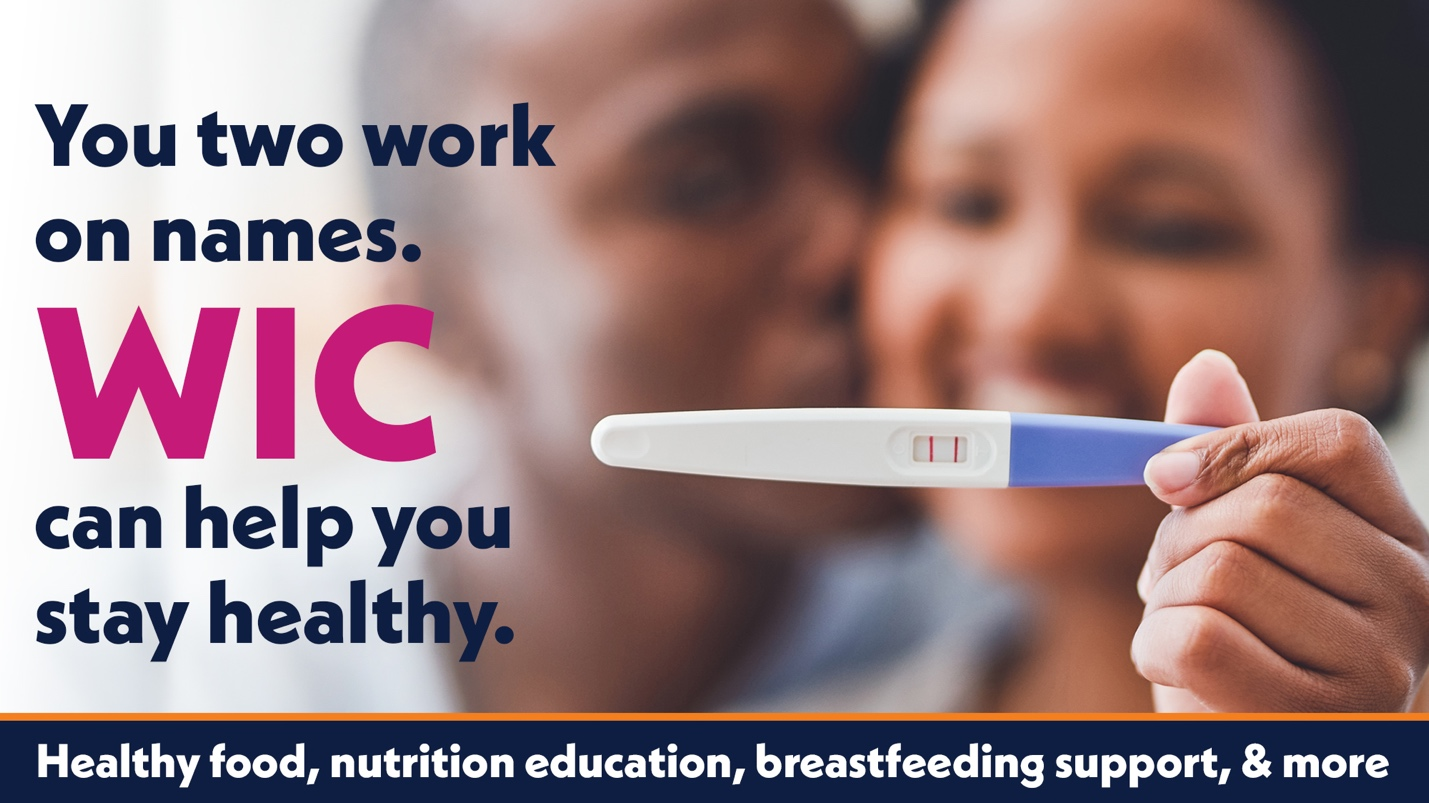 You two work
on names.
WIC
can help you
stay healthy.
Healthy food, nutrition education, breastfeeding support, & more